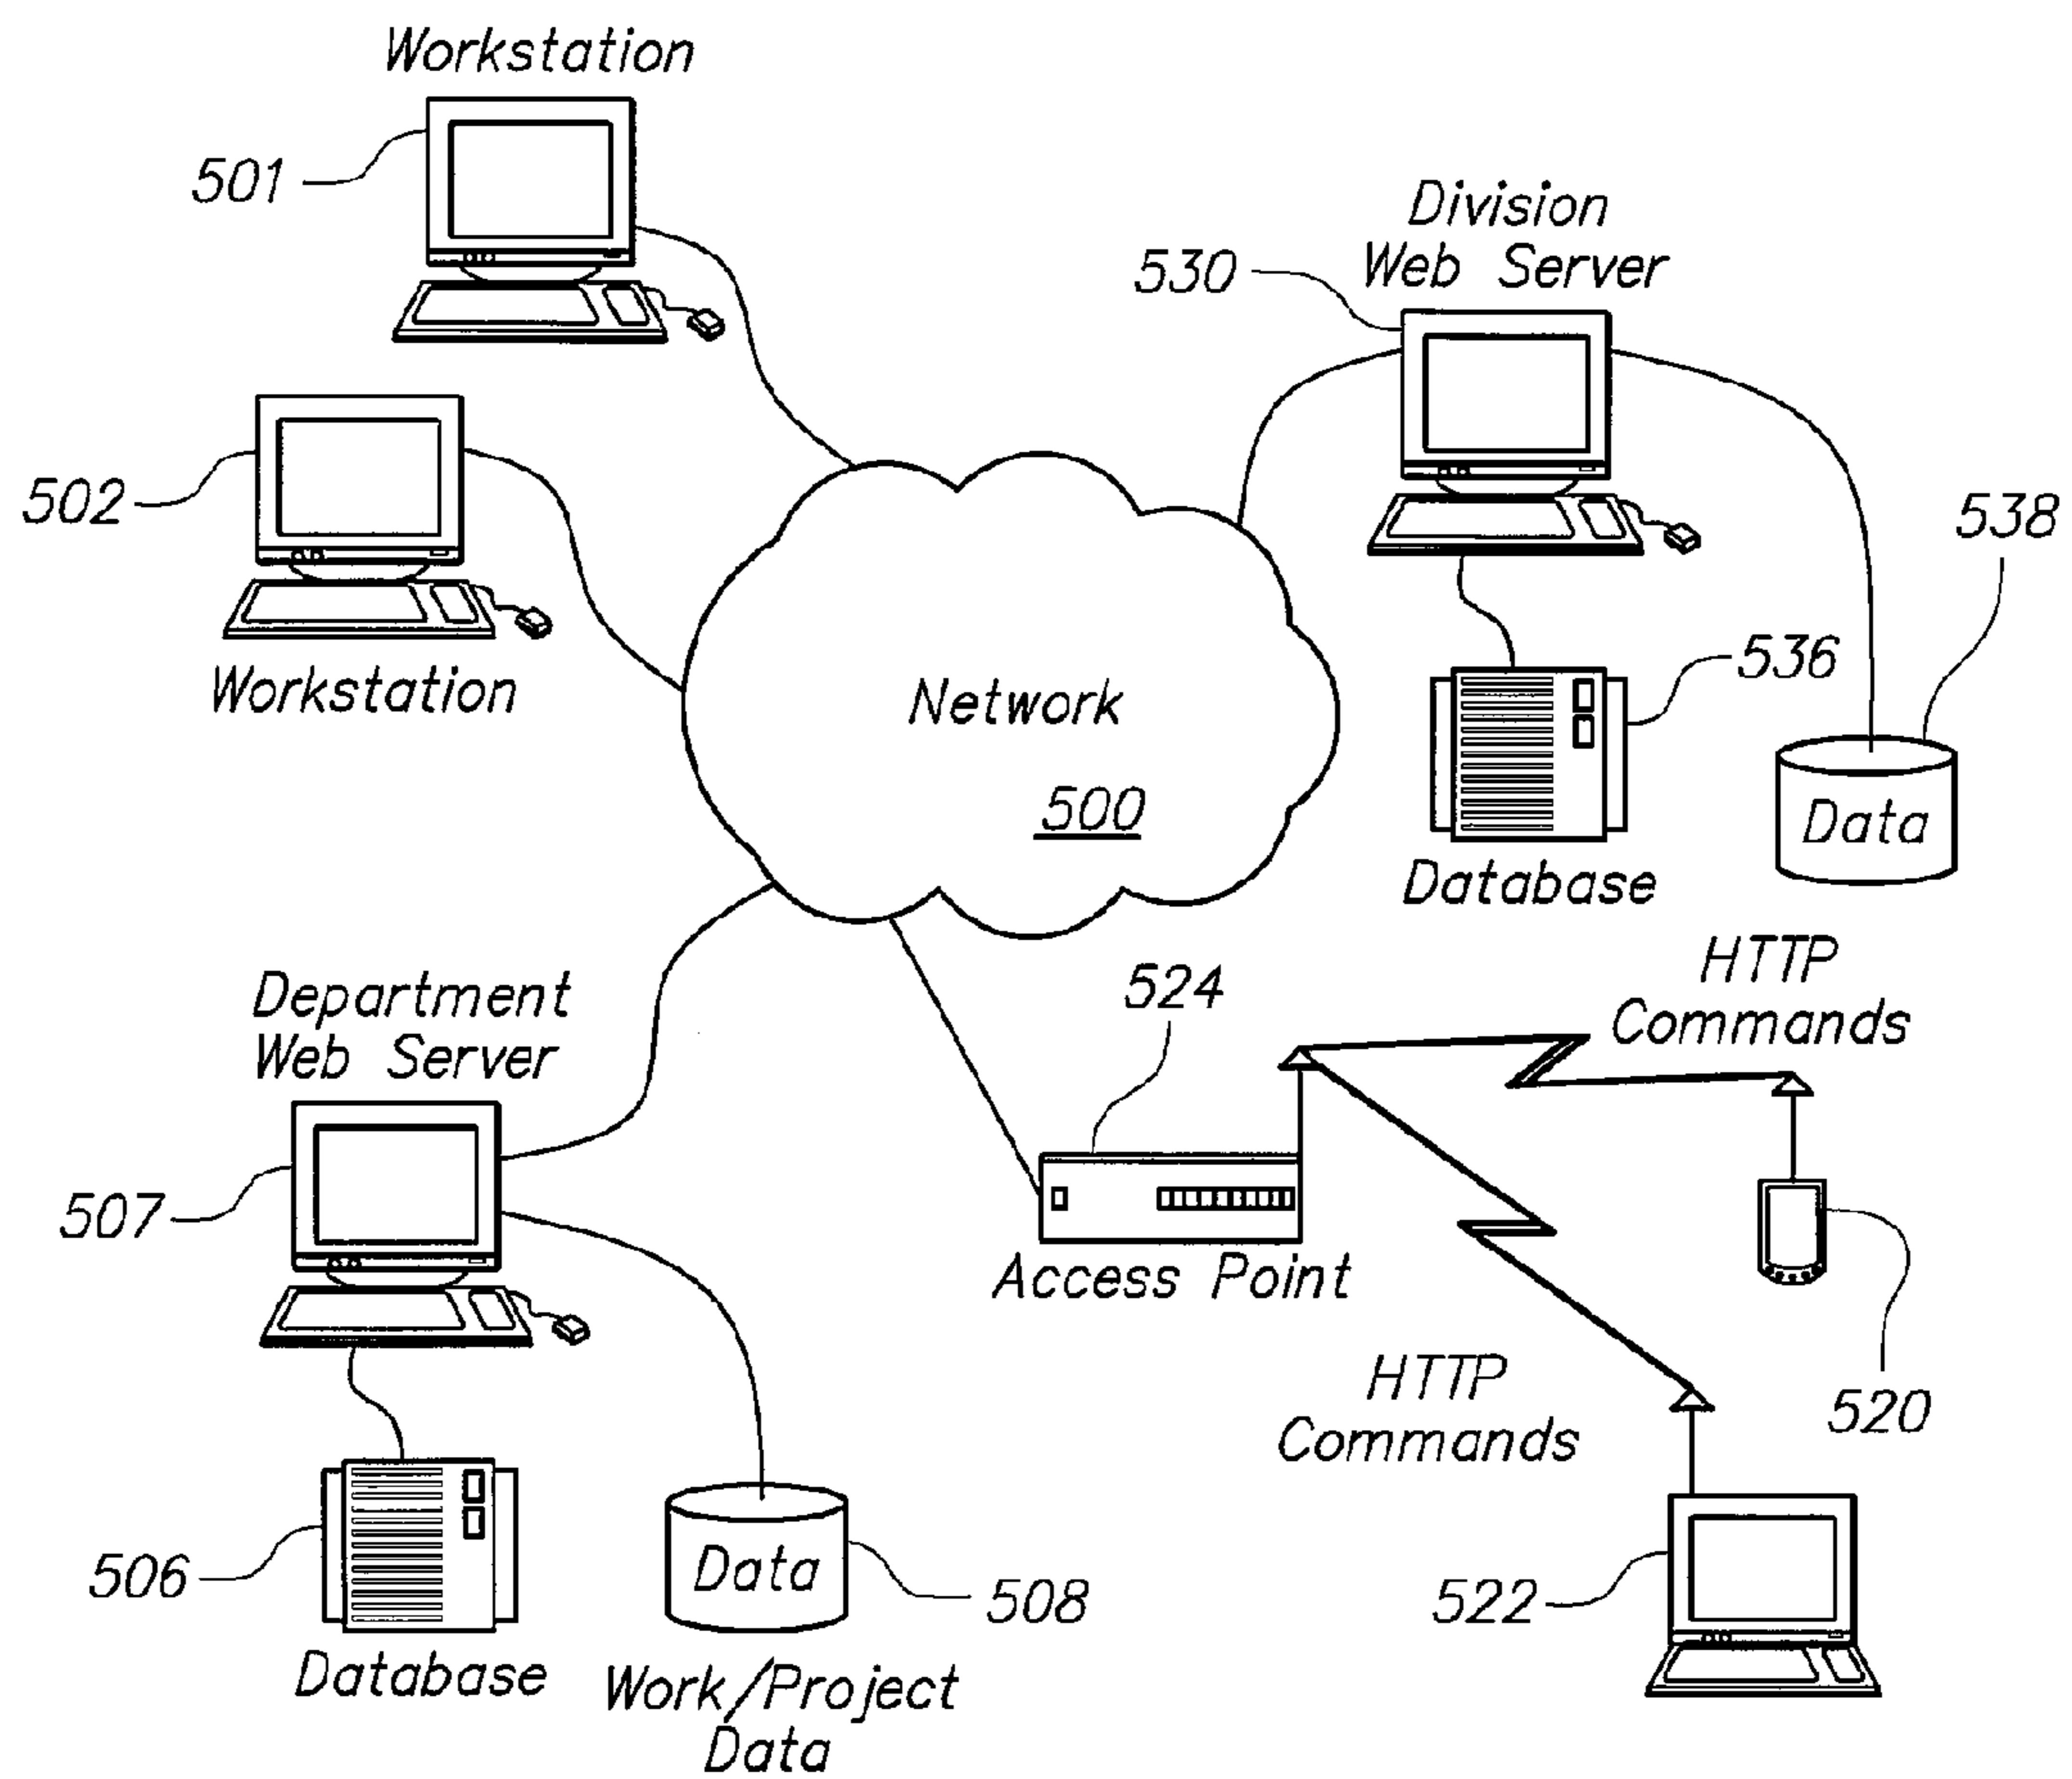 Workstation
501
Division
Web Server
530
502
538
Workstation
Network
500
536
Data
Database
HTTP
Commands
524
Department
Web Server
507
Access Point
HTTP
Commands
520
506
Data
508
522
Database
Work/Project
Data